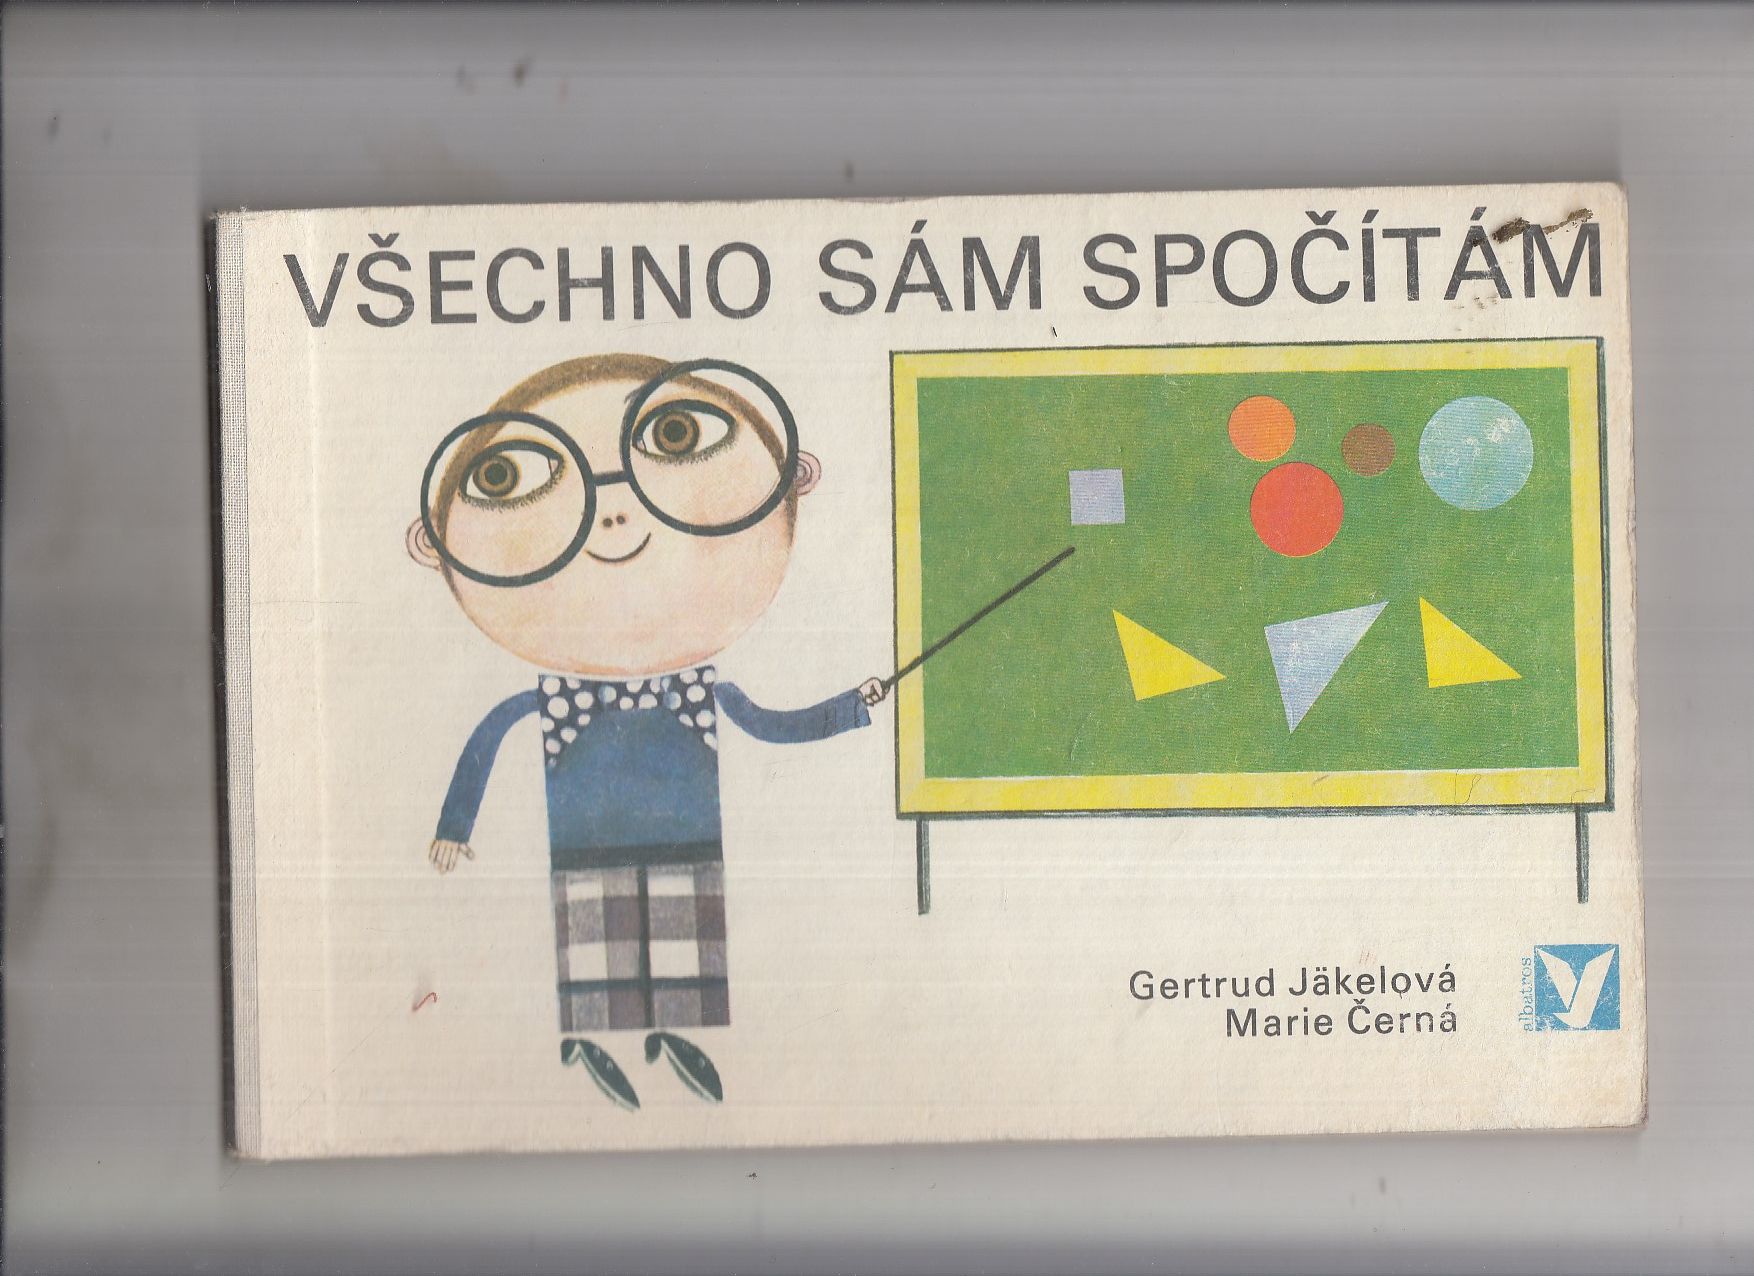 VŠECHNO SÁM SPOČÍTÁM
Gertrud Jäkelová
Marie Černá
albatros